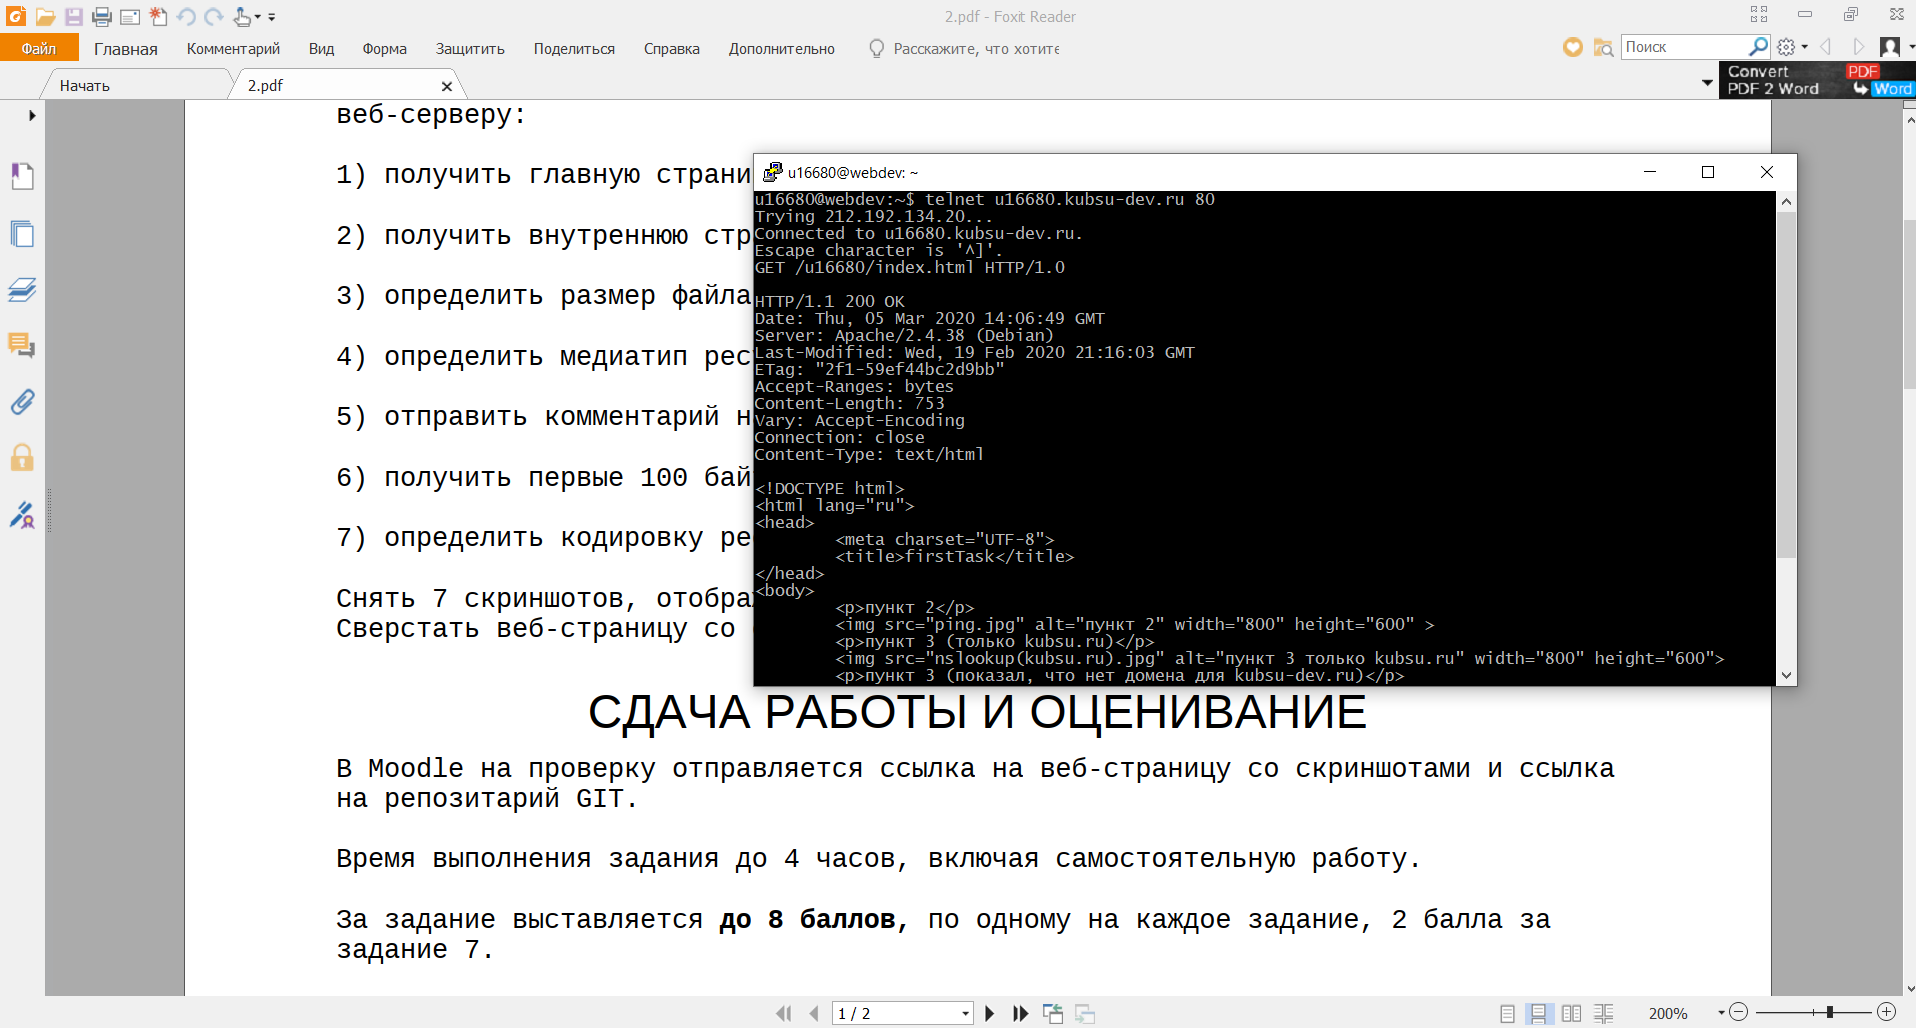 2.pdf - Foxit Reader
Файл Главная Комментарий Вид Форма Защитить Поделиться Справка Дополнительно Расскажите, что хоти Поиск
Начать 2.pdf
Convert PDF
PDF 2 Word Word
веб-серверу:
1) получить главную страни
2) получить внутреннюю стр
3) определить размер файла
4) определить медиатип рес
5) отправить комментарий н
6) получить первые 100 бай
7) определить кодировку ре
Снять 7 скриншотов, отобра
Сверстать веб-страницу со
u16680@webdev: ~
u16680@webdev:~$ telnet u16680.kubsu-dev.ru 80
Trying 212.192.134.20...
Connected to u16680.kubsu-dev.ru.
Escape character is '^]'.
GET /u16680/index.html HTTP/1.0
HTTP/1.1 200 OK
Date: Thu, 05 Mar 2020 14:06:49 GMT
Server: Apache/2.4.38 (Debian)
Last-Modified: Wed, 19 Feb 2020 21:16:03 GMT
ETag: "2f1-59ef44bc2d9bb"
Accept-Ranges: bytes
Content-Length: 753
Vary: Accept-Encoding
Connection: close
Content-Type: text/html
<!DOCTYPE html>
<html lang="ru">
<head>
<meta charset="UTF-8">
<title>firstTask</title>
</head>
<body>
<p>пункт 2</p>
<img src="ping.jpg" alt="пункт 2" width="800" height="600" >
<p>пункт 3 (только kubsu.ru)</p>
<img src="nslookup(kubsu.ru).jpg" alt="пункт 3 только kubsu.ru" width="800" height="600">
<p>пункт 3 (показал, что нет домена для kubsu-dev.ru)</p>
СДАЧА РАБОТЫ И ОЦЕНИВАНИЕ
В Moodle на проверку отправляется ссылка на веб-страницу со скриншотами и ссылка
на репозитарий GIT.
Время выполнения задания до 4 часов, включая самостоятельную работу.
За задание выставляется до 8 баллов, по одному на каждое задание, 2 балла за
задание 7.
1 / 2
200%